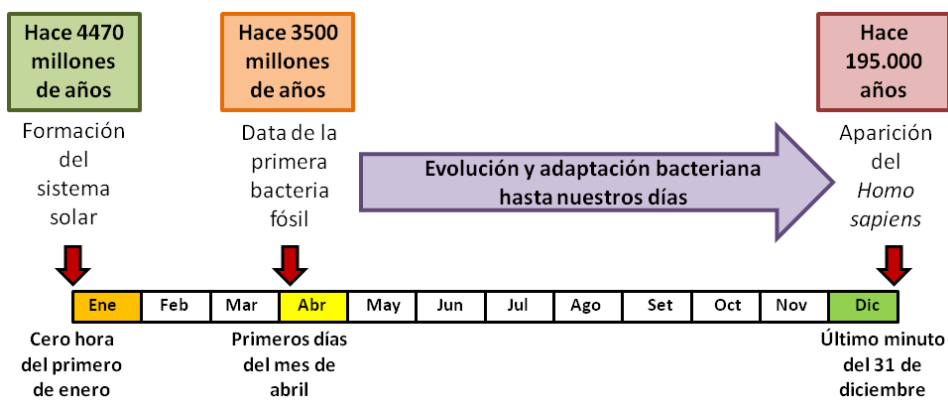 Hace 4470
millones
de años
Formación
del
sistema
solar
Hace 3500
millones
de años
Data de la
primera
bacteria
fósil
Evolución y adaptación bacteriana
hasta nuestros días
Hace
195.000
años
Aparición
del
Homo
sapiens
Ene Feb Mar Abr May Jun Jul Ago Set Oct Nov Dic
Cero hora
del primero
de enero
Primeros días
del mes de
abril
Último minuto
del 31 de
diciembre